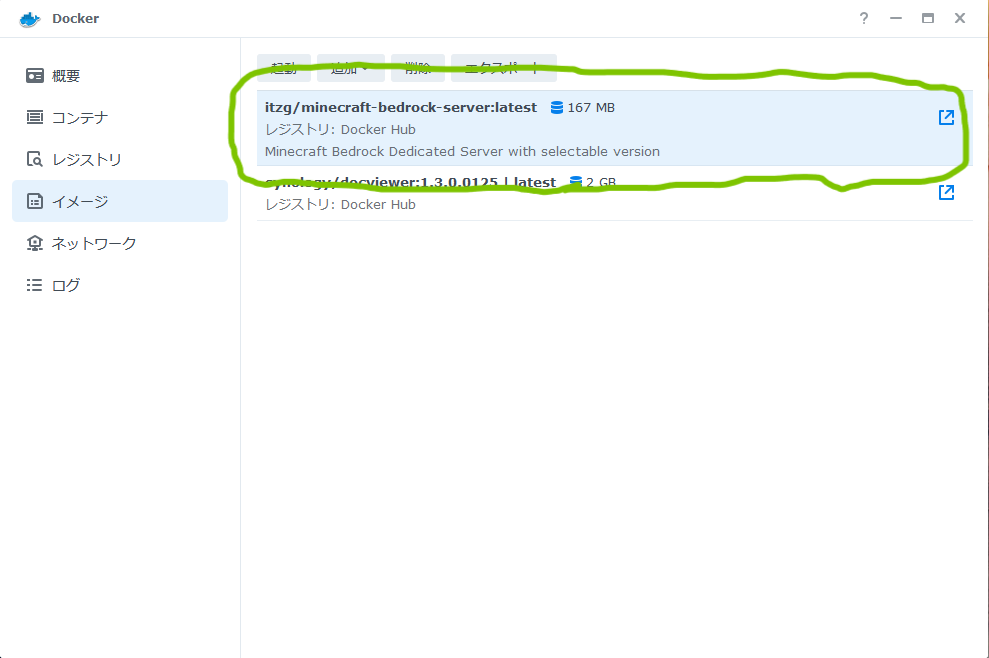 Docker
概要
コンテナ
レジストリ
イメージ
ネットワーク
ログ
起動 追加 削除 エクスポート
itzg/minecraft-bedrock-server:latest 167 MB
レジストリ: Docker Hub
Minecraft Bedrock Dedicated Server with selectable version
synology/docviewer:1.3.0.0125 | latest 2 GB
レジストリ: Docker Hub